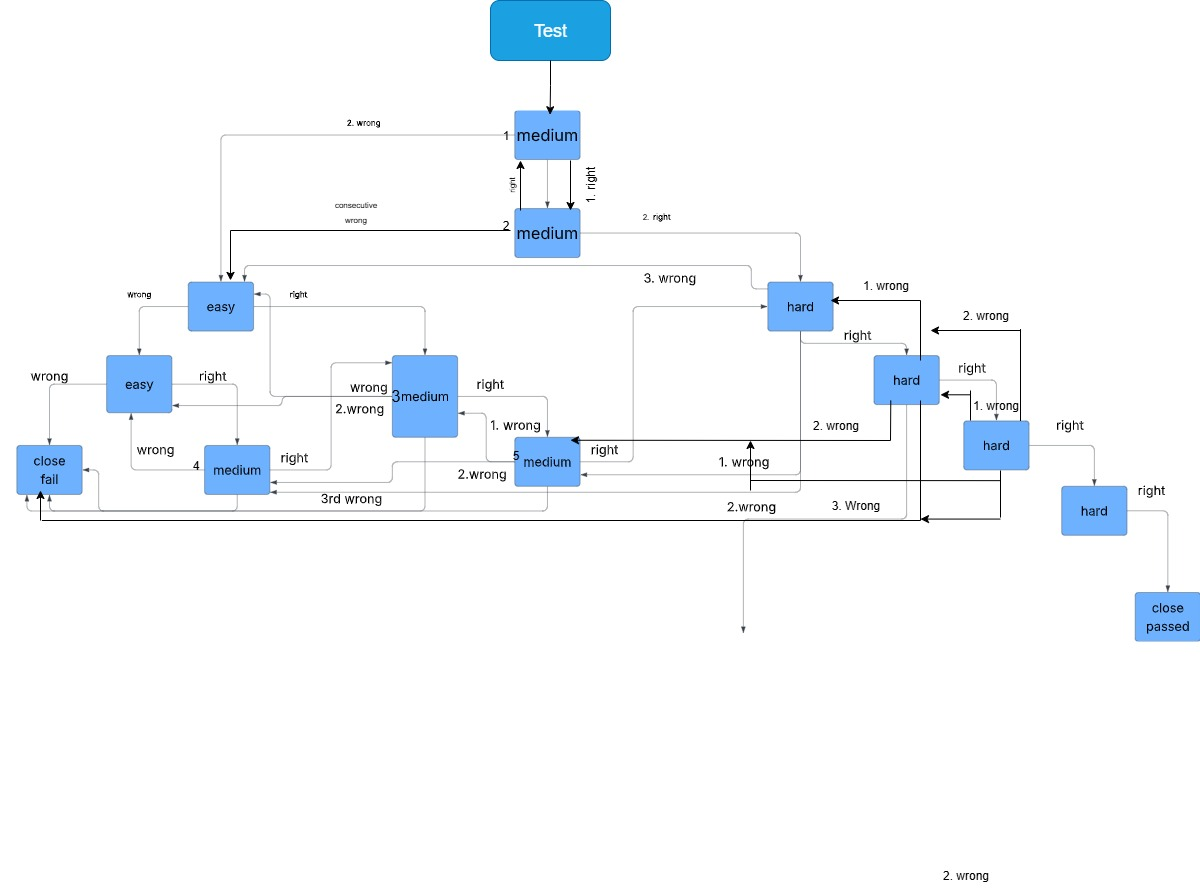 Test
2. wrong
1
medium
right
1. right
consecutive
wrong
2
medium
2. right
3. wrong
wrong
easy
right
hard
1. wrong
2. wrong
right
wrong
easy
right
wrong
2.wrong
3medium
right
hard
right
1. wrong
1. wrong
2. wrong
hard
right
close
fail
wrong
4
medium
right
2.wrong
5
medium
right
1. wrong
3rd wrong
2.wrong
3. Wrong
hard
right
close
passed
2. wrong